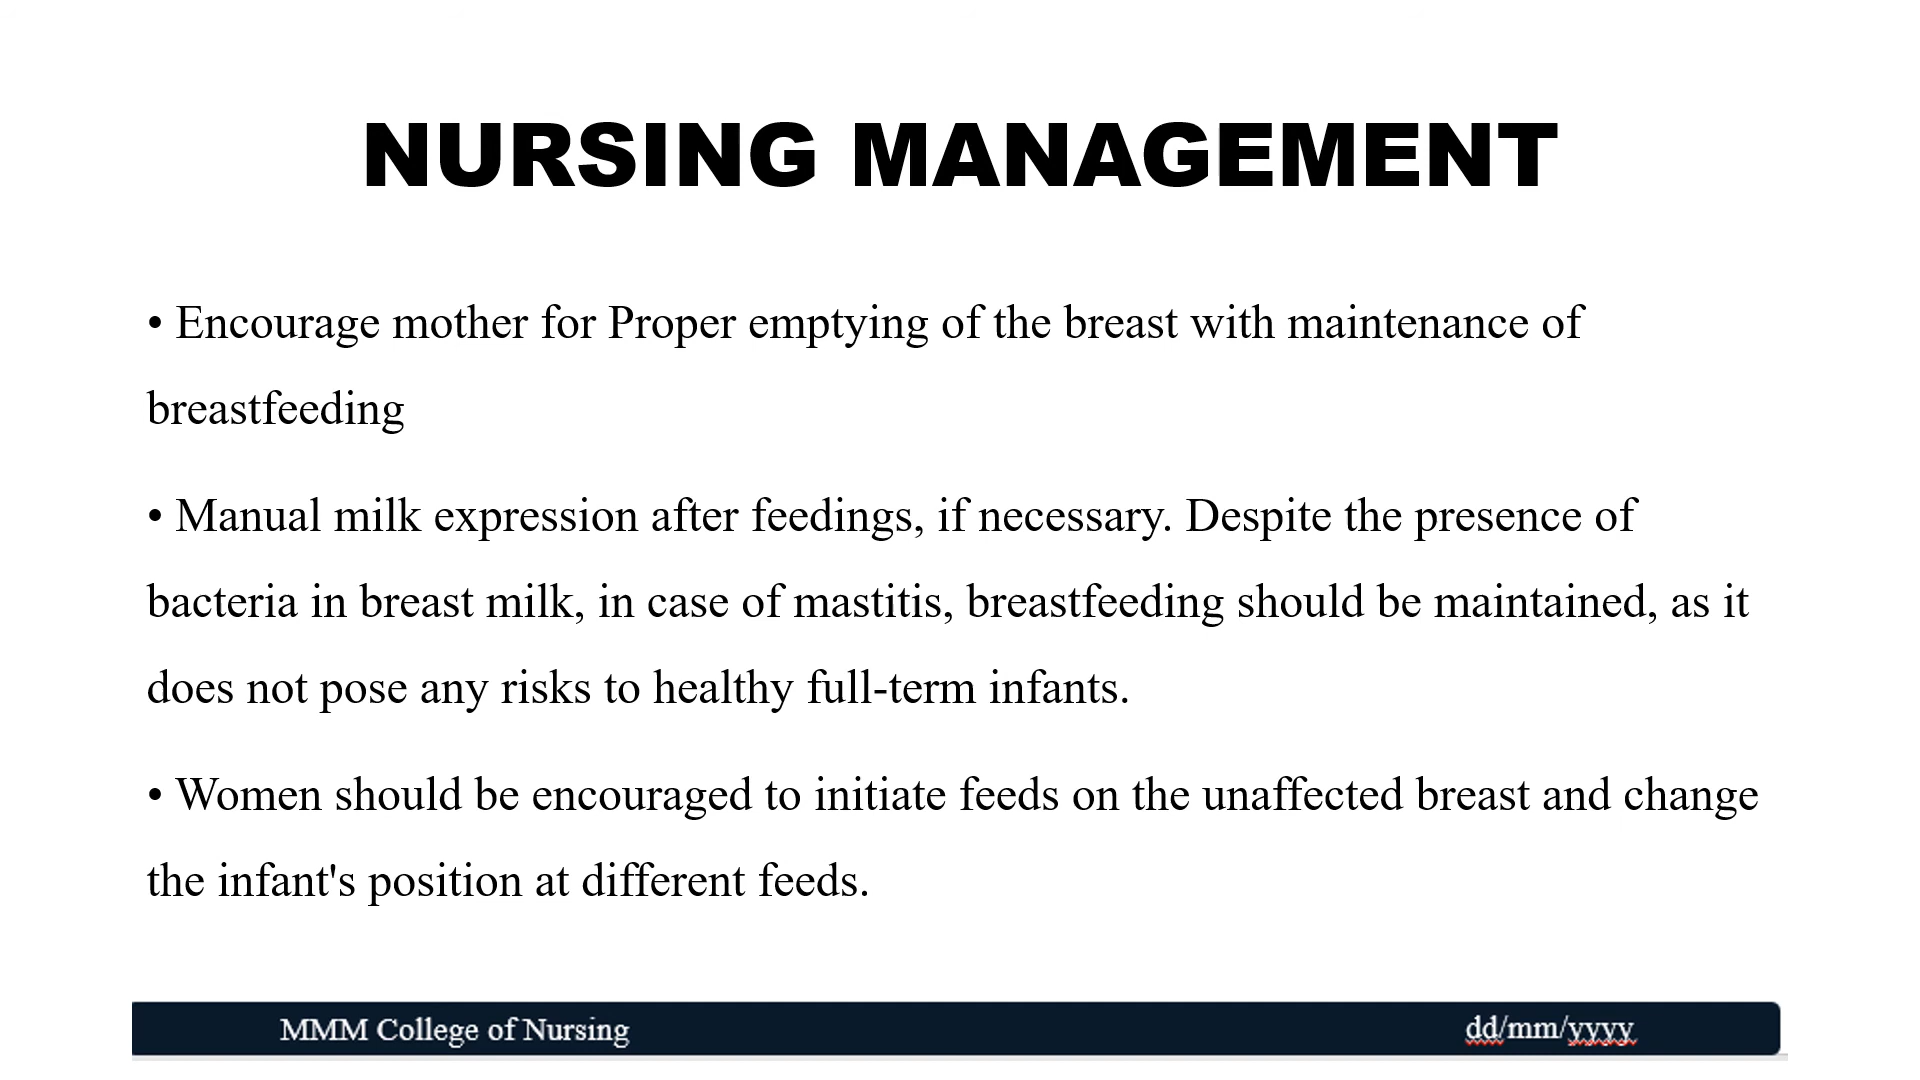 NURSING MANAGEMENT
• Encourage mother for Proper emptying of the breast with maintenance of
breastfeeding
• Manual milk expression after feedings, if necessary. Despite the presence of
bacteria in breast milk, in case of mastitis, breastfeeding should be maintained, as it
does not pose any risks to healthy full-term infants.
• Women should be encouraged to initiate feeds on the unaffected breast and change
the infant's position at different feeds.
MMM College of Nursing dd/mm/yyyy